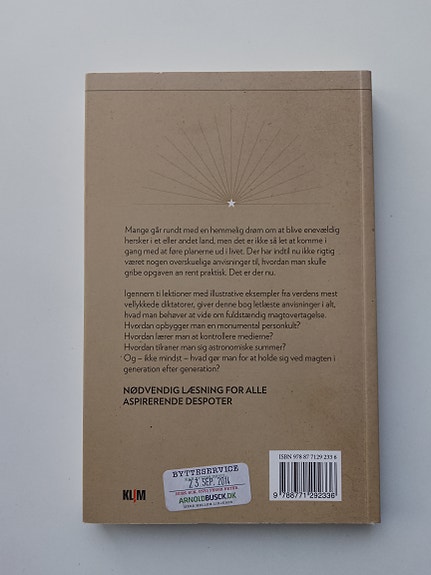 Mange går rundt med en hemmelig drøm om at blive enevældig
hersker i et eller andet land, men det er ikke så let at komme i
gang med at føre planerne ud i livet. Der har indtil nu ikke rigtig
været nogen overskuelige anvisninger til, hvordan man skulle
gribe opgaven an rent praktisk. Det er der nu.
Igennem ti lektioner med illustrative eksempler fra verdens mest
vellykkede diktatorer, giver denne bog letlæste anvisninger i alt,
hvad man behøver at vide om fuldstændig magtovertagelse.
Hvordan opbygger man en monumental personkult?
Hvordan lærer man at kontrollere medierne?
Hvordan tilraner man sig astronomiske summer?
Og – ikke mindst – hvad gør man for at holde sig ved magten i
generation efter generation?
NØDVENDIG LÆSNING FOR ALLE
ASPIRERENDE DESPOTER
ISBN 978 87 7129 233 6
9 788771 292336
KLIM
BYTTESERVICE
23 SEP. 2014
ARNOLDBUSCK.DK